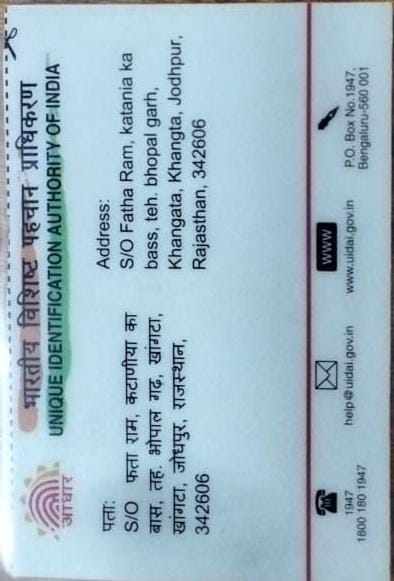 भारतीय विशिष्ट पहचान प्राधिकरण
UNIQUE IDENTIFICATION AUTHORITY OF INDIA
आधार
पता:
S/O फता राम, कटाणीया का
बास, तह. भोपाल गढ़, खांगटा,
खांगटा, जोधपुर, राजस्थान,
342606
Address:
S/O Fatha Ram, katania ka
bass, teh. bhopal garh,
Khangata, Khangta, Jodhpur,
Rajasthan, 342606
1947
1800 180 1947
help@uidai.gov.in
WWW
www.uidai.gov.in
P.O. Box No.1947,
Bengaluru-560 001